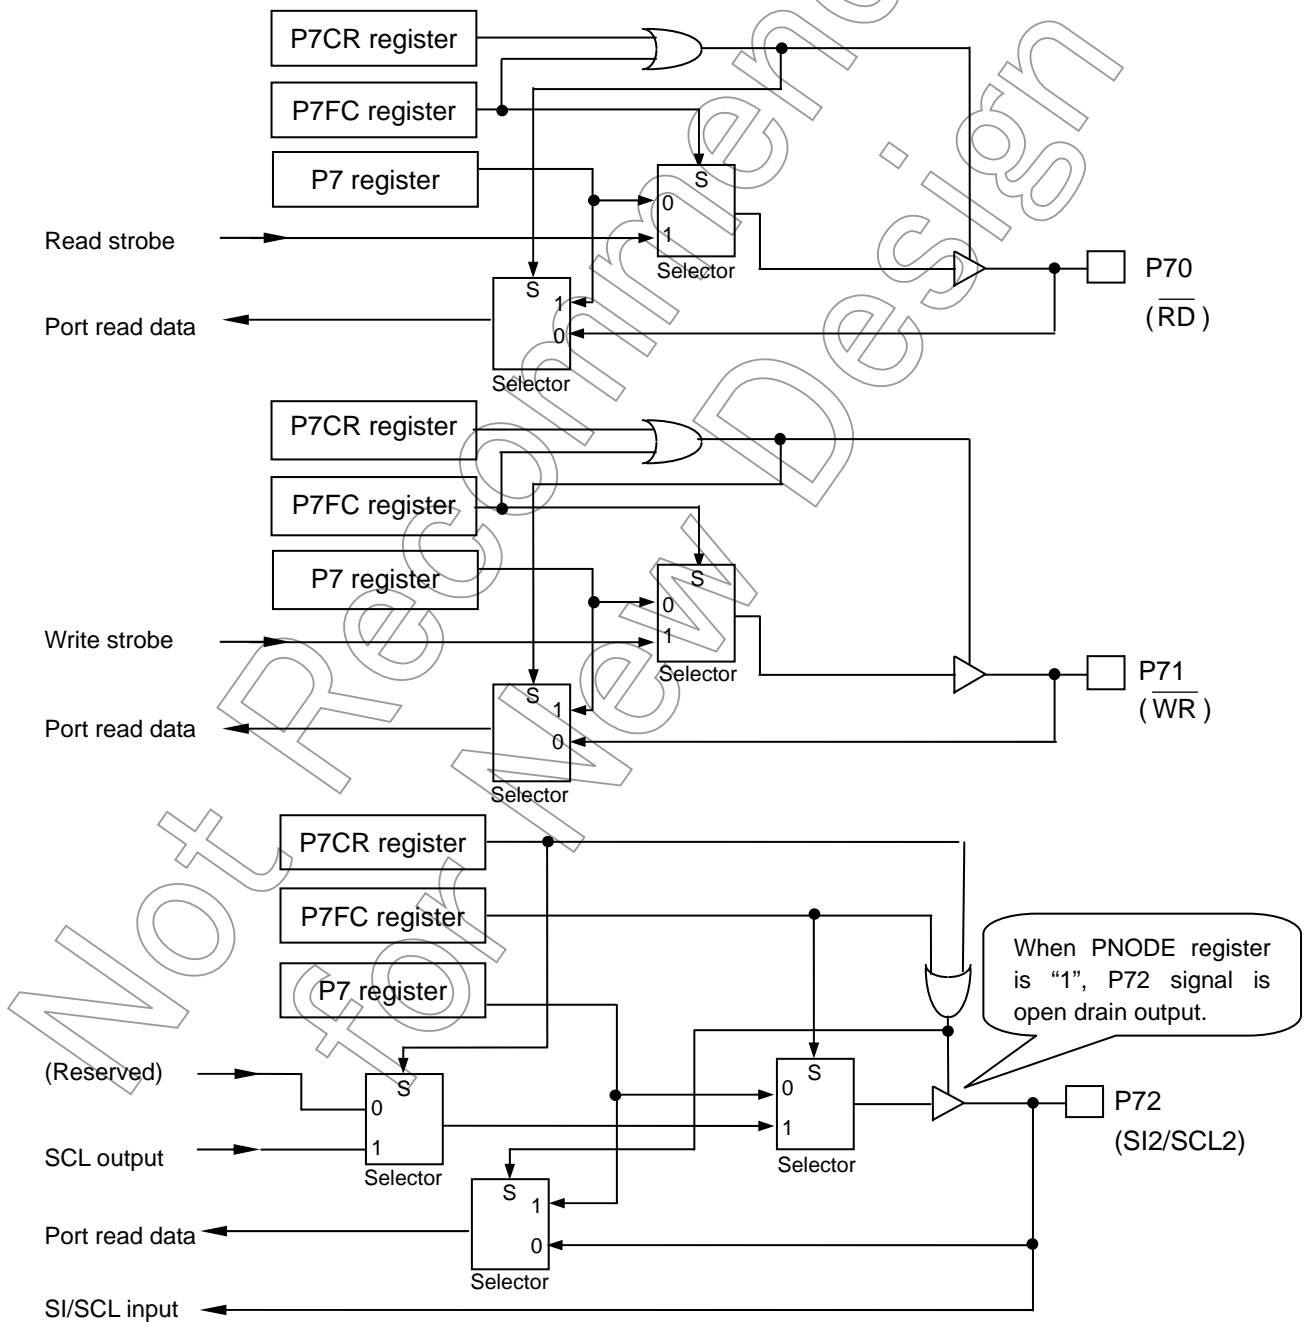 P7CR register
P7FC register
P7 register
S
0
1
Selector
Read strobe
S
1
0
Selector
Port read data
P70
(RD)
P7CR register
P7FC register
P7 register
S
0
1
Selector
Write strobe
S
1
0
Selector
Port read data
P71
(WR)
P7CR register
P7FC register
P7 register
When PNODE register
is “1”, P72 signal is
open drain output.
(Reserved)
S
0
1
Selector
SCL output
S
0
1
Selector
P72
(SI2/SCL2)
S
1
0
Selector
Port read data
SI/SCL input
Not Recommended
for New Design